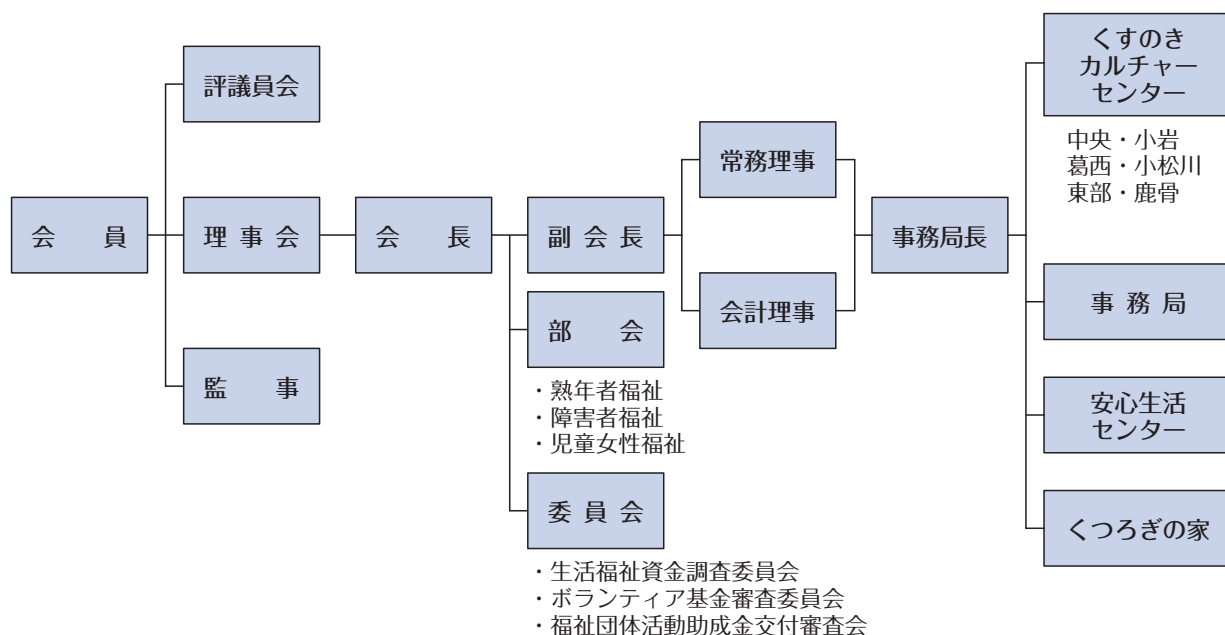 会員
評議員会
理事会
監事
会長
副会長
部会
・熟年者福祉
・障害者福祉
・児童女性福祉
委員会
・生活福祉資金調査委員会
・ボランティア基金審査委員会
・福祉団体活動助成金交付審査会
常務理事
会計理事
事務局長
くすのき
カルチャー
センター
中央・小岩
葛西・小松川
東部・鹿骨
事務局
安心生活
センター
くつろぎの家